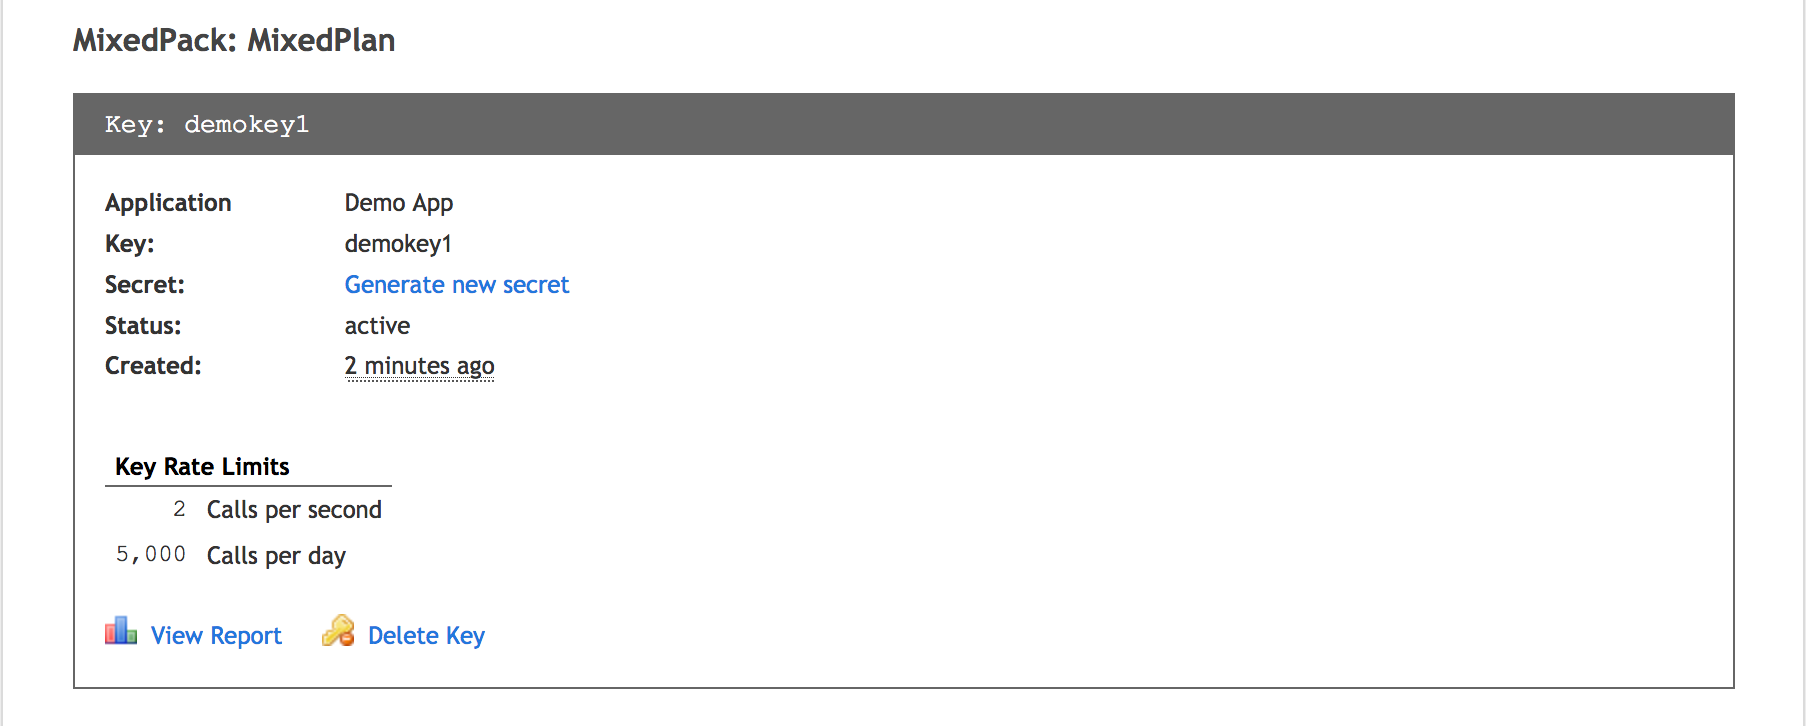 MixedPack: MixedPlan
Key: demokey1
Application Demo App
Key: demokey1
Secret: Generate new secret
Status: active
Created: 2 minutes ago
Key Rate Limits
2 Calls per second
5,000 Calls per day
View Report Delete Key